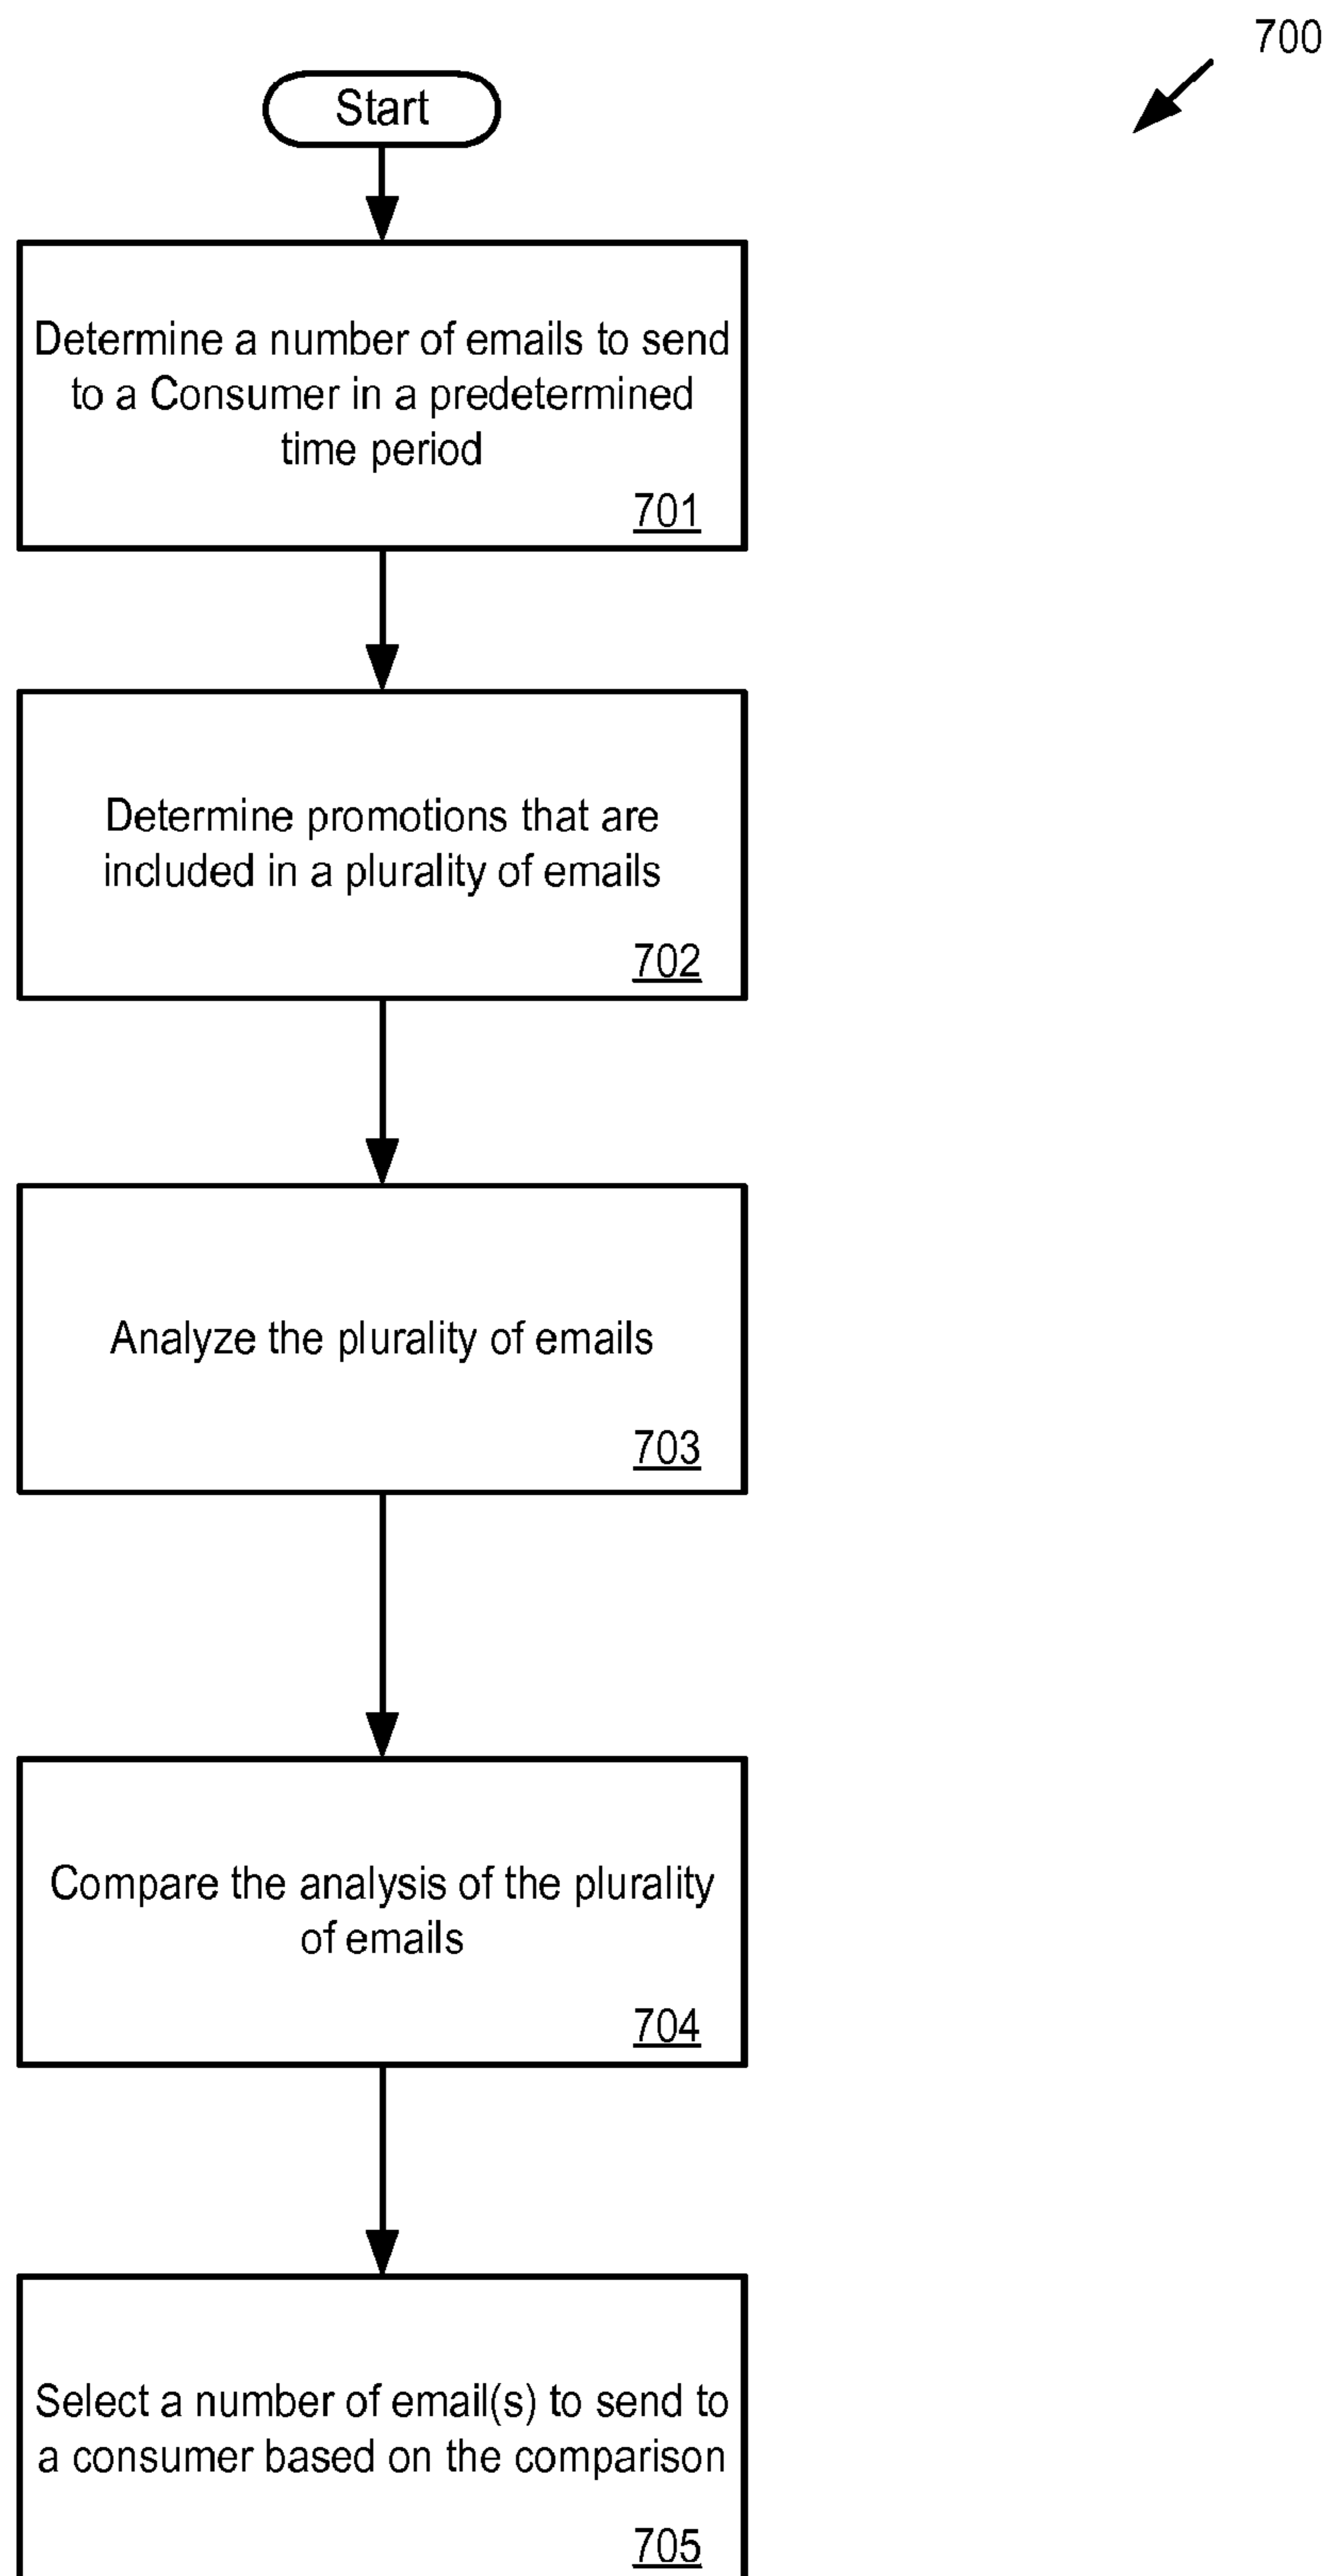 700
Start
Determine a number of emails to send
to a Consumer in a predetermined
time period
701
Determine promotions that are
included in a plurality of emails
702
Analyze the plurality of emails
703
Compare the analysis of the plurality
of emails
704
Select a number of email(s) to send to
a consumer based on the comparison
705